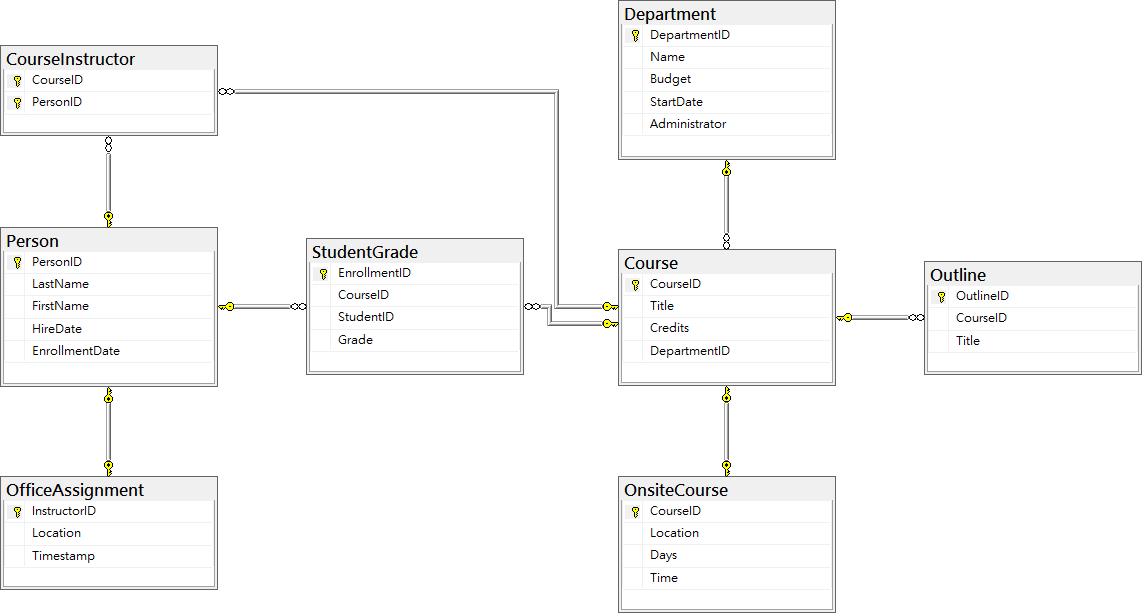 Department
DepartmentID
Name
Budget
StartDate
Administrator
CourseInstructor
CourseID
PersonID
Person
PersonID
LastName
FirstName
HireDate
EnrollmentDate
StudentGrade
EnrollmentID
CourseID
StudentID
Grade
Course
CourseID
Title
Credits
DepartmentID
Outline
OutlineID
CourseID
Title
OfficeAssignment
InstructorID
Location
Timestamp
OnsiteCourse
CourseID
Location
Days
Time